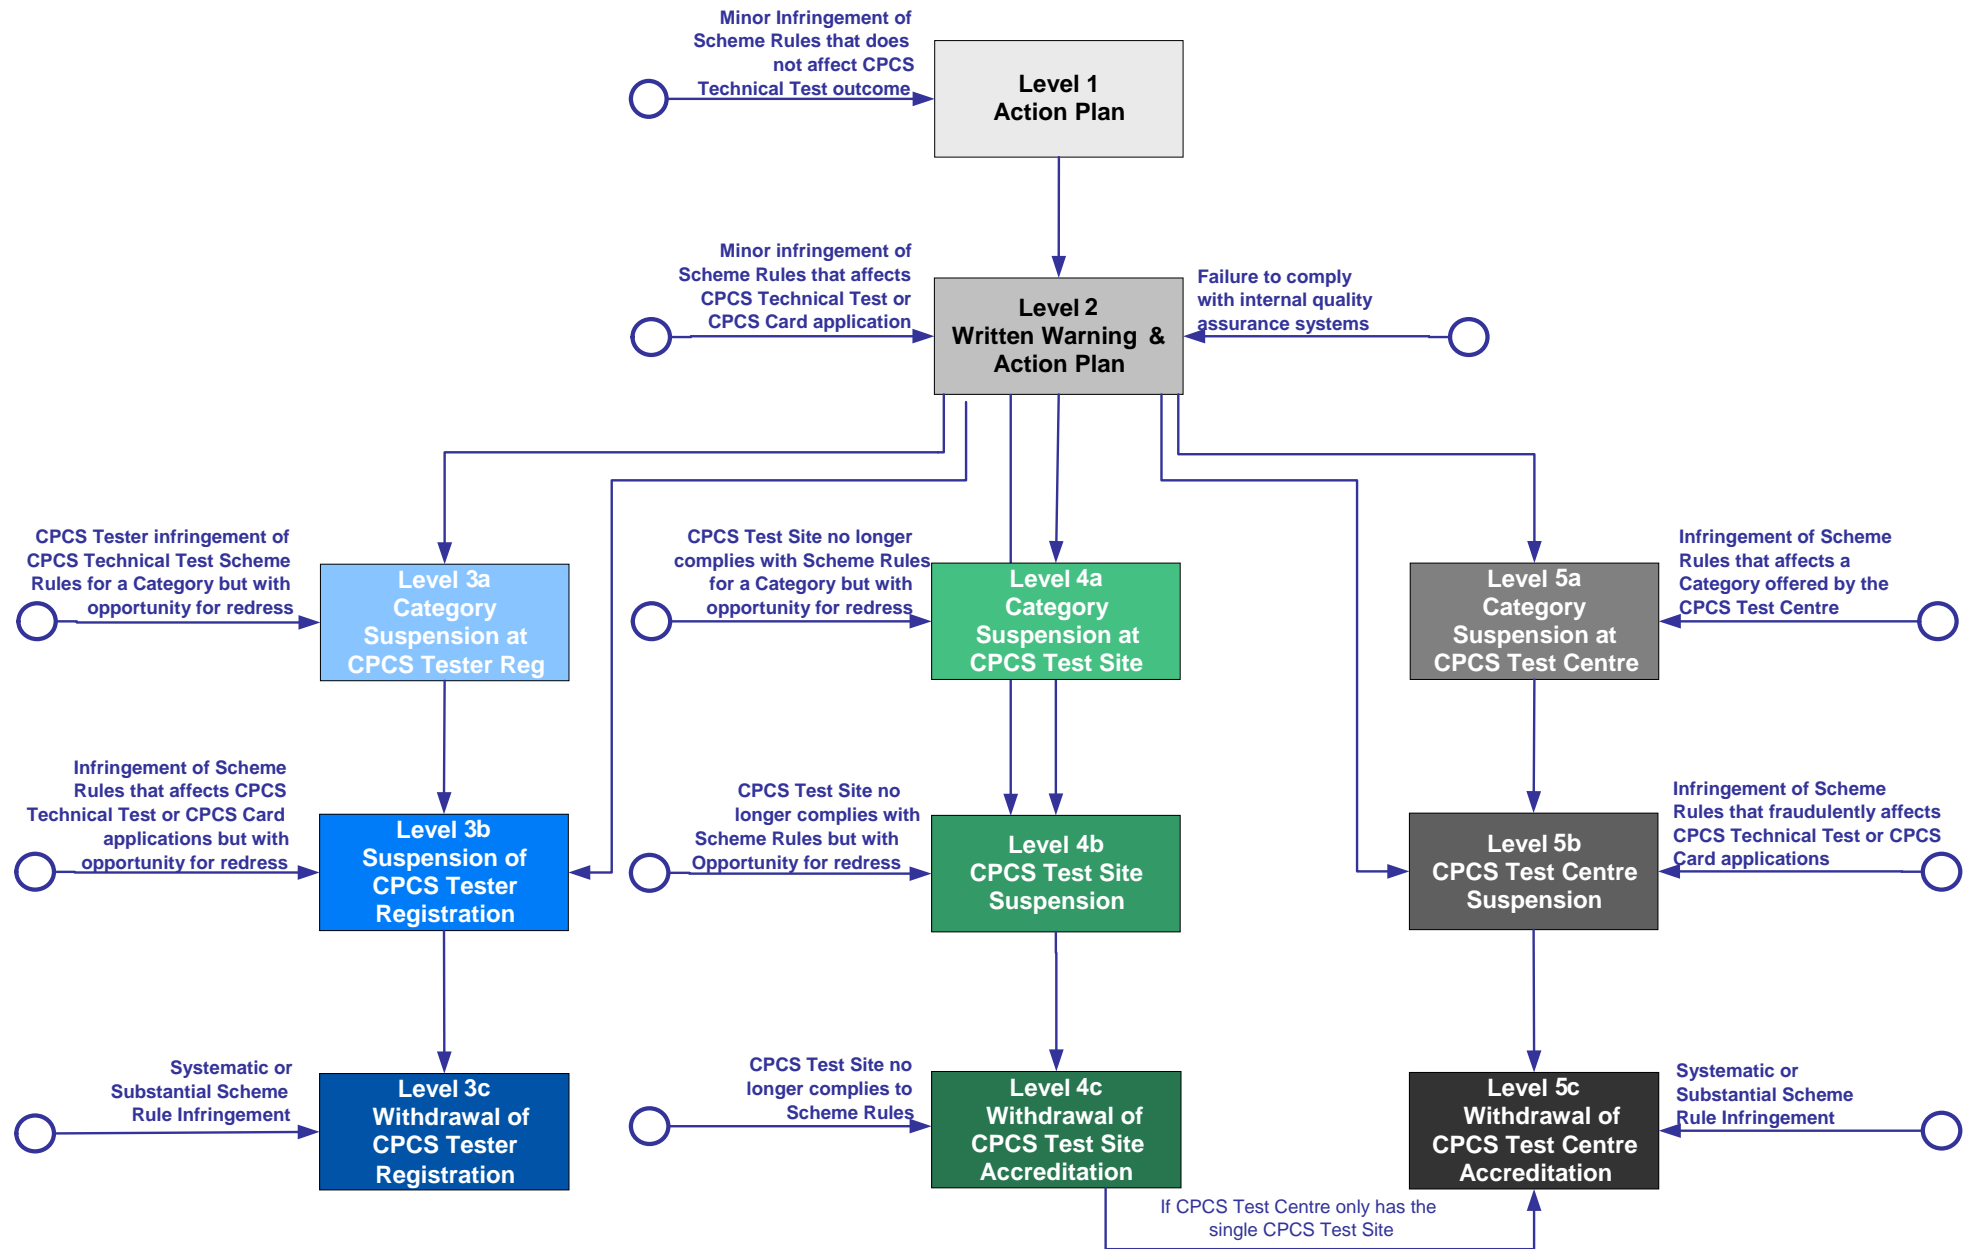 Minor Infringement of
Scheme Rules that does
not affect CPCS
Technical Test outcome
Level 1
Action Plan
Minor infringement of
Scheme Rules that affects
CPCS Technical Test or
CPCS Card application
Level 2
Written Warning &
Action Plan
Failure to comply
with internal quality
assurance systems
CPCS Tester infringement of
CPCS Technical Test Scheme
Rules for a Category but with
opportunity for redress
Level 3a
Category
Suspension at
CPCS Tester Reg
CPCS Test Site no longer
complies with Scheme Rules
for a Category but with
opportunity for redress
Level 4a
Category
Suspension at
CPCS Test Site
Level 5a
Category
Suspension at
CPCS Test Centre
Infringement of Scheme
Rules that affects a
Category offered by the
CPCS Test Centre
Infringement of Scheme
Rules that affects CPCS
Technical Test or CPCS Card
applications but with
opportunity for redress
Level 3b
Suspension of
CPCS Tester
Registration
CPCS Test Site no
longer complies with
Scheme Rules but with
Opportunity for redress
Level 4b
CPCS Test Site
Suspension
Level 5b
CPCS Test Centre
Suspension
Infringement of Scheme
Rules that fraudulently affects
CPCS Technical Test or CPCS
Card applications
Systematic or
Substantial Scheme
Rule Infringement
Level 3c
Withdrawal of
CPCS Tester
Registration
CPCS Test Site no
longer complies to
Scheme Rules
Level 4c
Withdrawal of
CPCS Test Site
Accreditation
Level 5c
Withdrawal of
CPCS Test Centre
Accreditation
Systematic or
Substantial Scheme
Rule Infringement
If CPCS Test Centre only has the
single CPCS Test Site